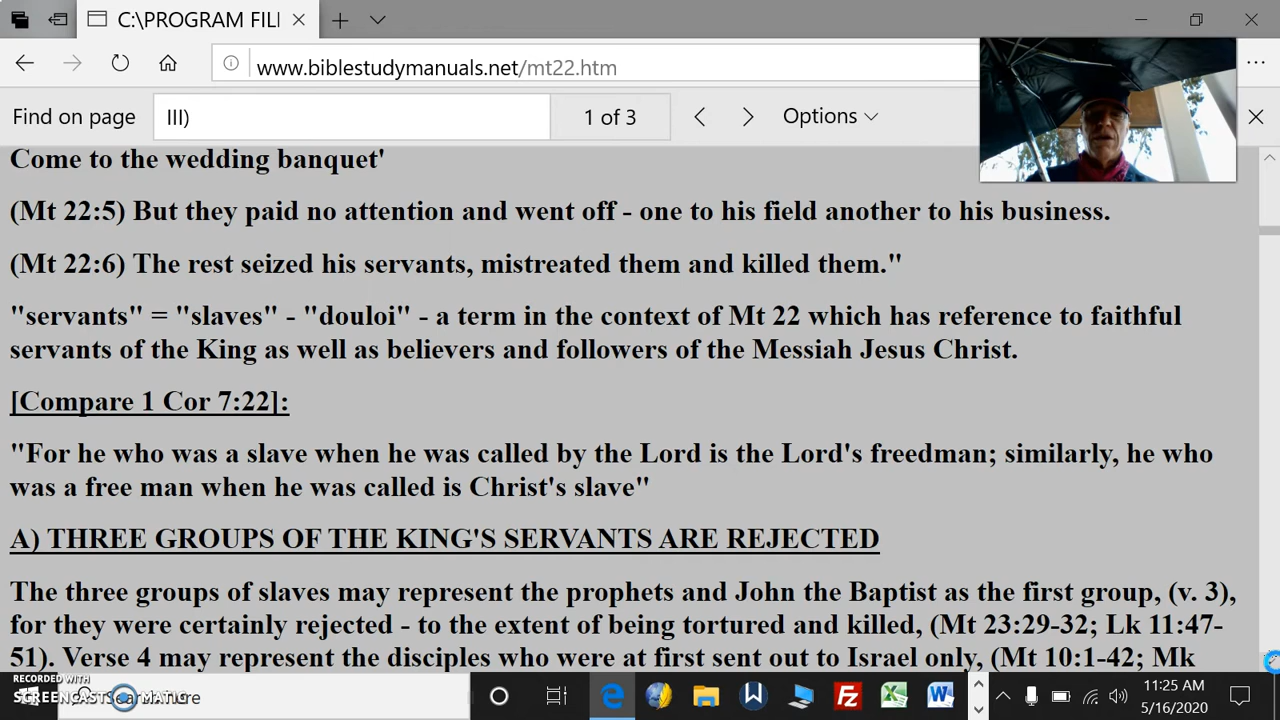 C:\PROGRAM FIL
www.biblestudymanuals.net/mt22.htm
Find on page
III)
1 of 3
Options
Come to the wedding banquet'
(Mt 22:5) But they paid no attention and went off - one to his field another to his business.
(Mt 22:6) The rest seized his servants, mistreated them and killed them."
"servants" = "slaves" - "douloi" - a term in the context of Mt 22 which has reference to faithful
servants of the King as well as believers and followers of the Messiah Jesus Christ.
[Compare 1 Cor 7:22]:
"For he who was a slave when he was called by the Lord is the Lord's freedman; similarly, he who
was a free man when he was called is Christ's slave"
A) THREE GROUPS OF THE KING'S SERVANTS ARE REJECTED
The three groups of slaves may represent the prophets and John the Baptist as the first group, (v. 3),
for they were certainly rejected - to the extent of being tortured and killed, (Mt 23:29-32; Lk 11:47-
51). Verse 4 may represent the disciples who were at first sent out to Israel only, (Mt 10:1-42; Mk
RECORDED WITH
SCREENCAST MATIC
here
11:25 AM
5/16/2020